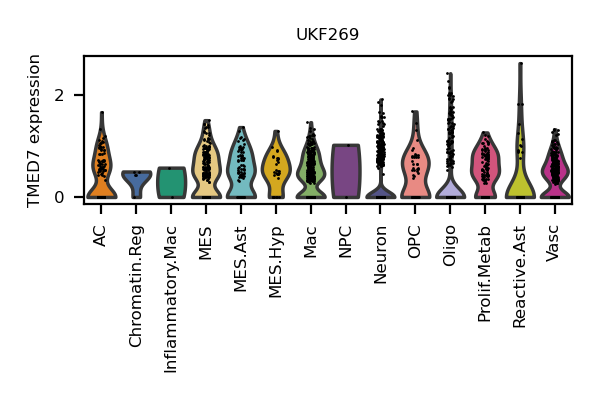 UKF269
TMED7 expression
2
0
AC
Chromatin.Reg
Inflammatory.Mac
MES
MES.Ast
MES.Hyp
Mac
NPC
Neuron
OPC
Oligo
Prolif.Metab
Reactive.Ast
Vasc